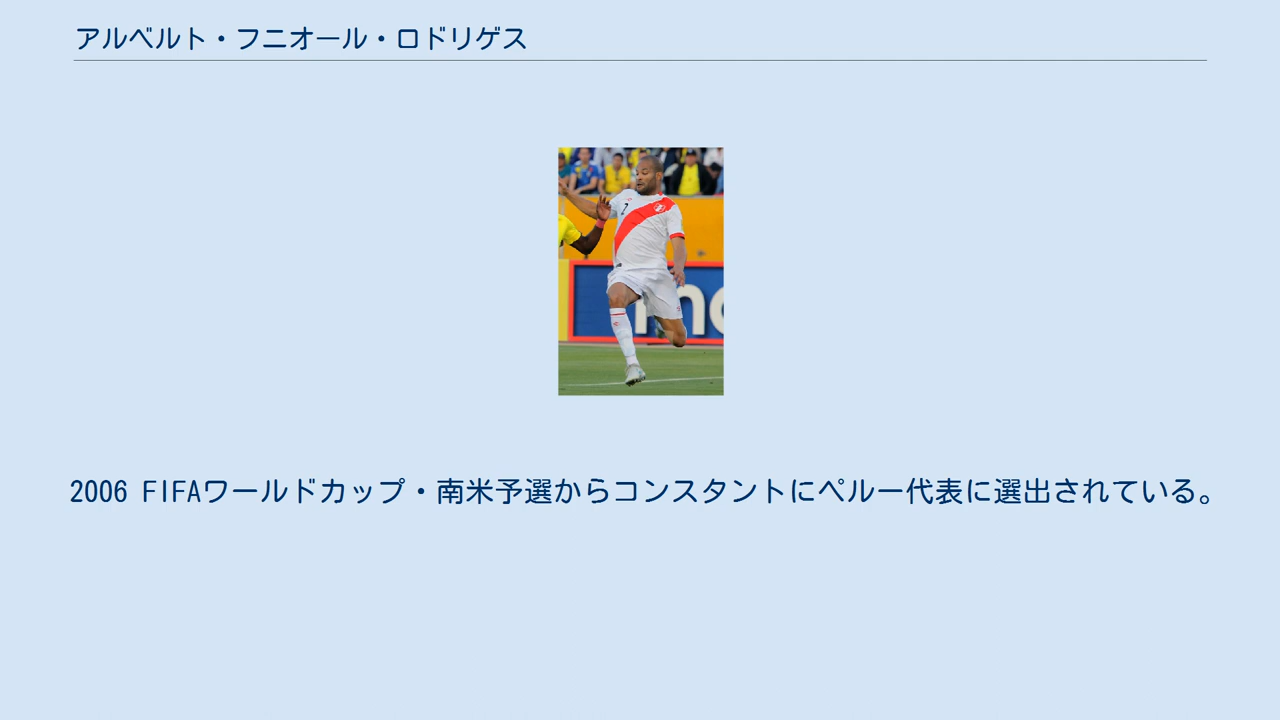 アルベルト・フニオール・ロドリゲス
2
2006 FIFAワールドカップ・南米予選からコンスタントにペルー代表に選出されている。